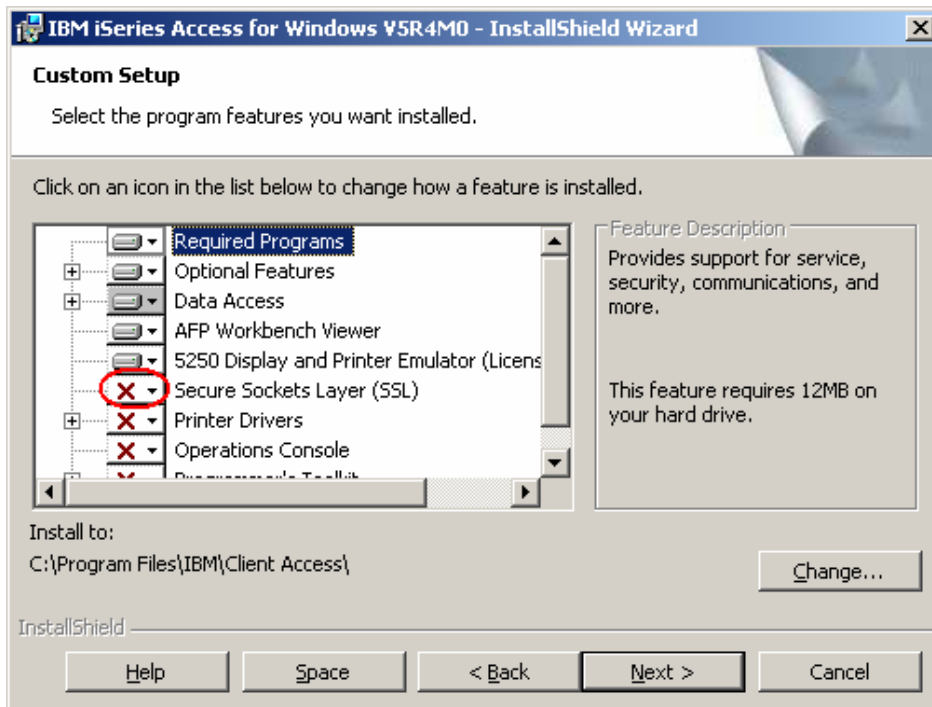 IBM iSeries Access for Windows V5R4M0 - InstallShield Wizard
Custom Setup
Select the program features you want installed.
Click on an icon in the list below to change how a feature is installed.
Required Programs
Optional Features
Data Access
AFP Workbench Viewer
5250 Display and Printer Emulator (Licens
Secure Sockets Layer (SSL)
Printer Drivers
Operations Console
Programmer's Toolkit
Feature Description
Provides support for service,
security, communications, and
more.
This feature requires 12MB on
your hard drive.
Install to:
C:\Program Files\IBM\Client Access\
Change...
InstallShield
Help
Space
< Back
Next >
Cancel